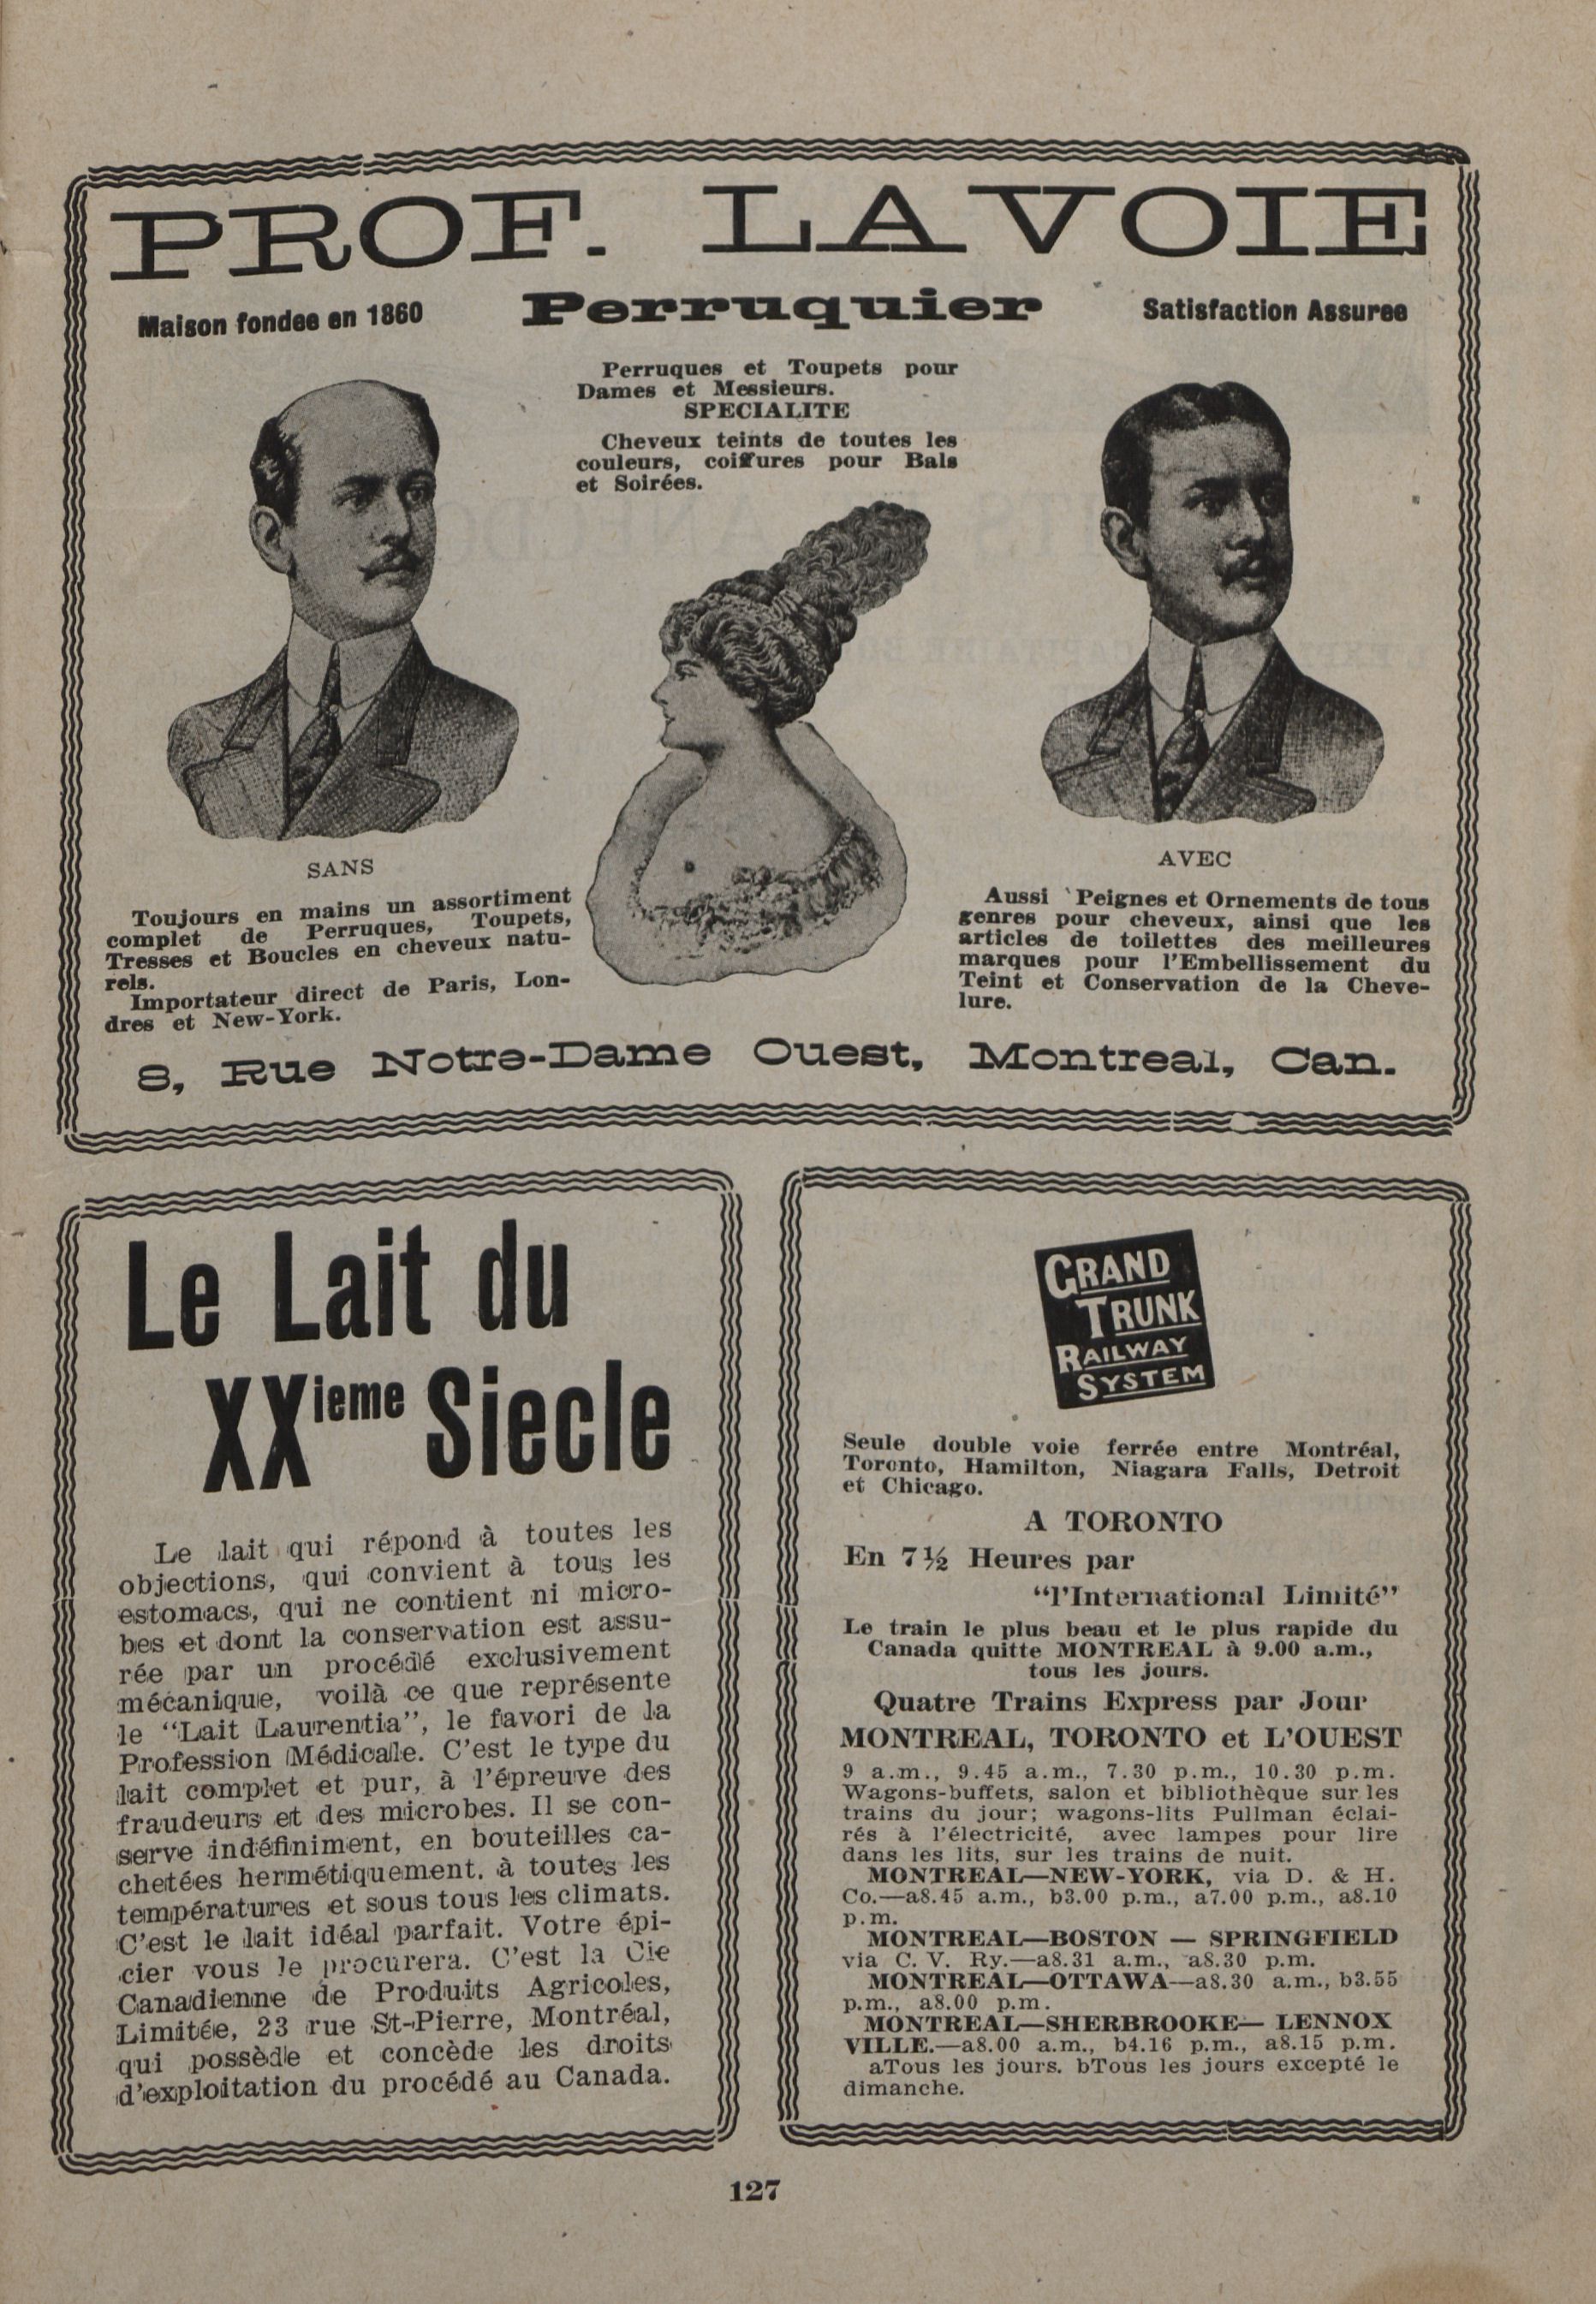 PROF. LAVOIE
Maison fondee en 1860
Perruquier
Satisfaction Assuree
Perruques et Toupets pour
Dames et Messieurs.
SPECIALITE
Cheveux teints de toutes les
couleurs, coiffures pour Bals
et Soirées.
SANS
Toujours en mains un assortiment
complet de Perruques, Toupets,
Tresses et Boucles en cheveux natu-
rels.
Importateur direct de Paris, Lon-
dres et New-York.
AVEC
Aussi Peignes et Ornements de tous
genres pour cheveux, ainsi que les
articles de toilettes des meilleures
marques pour l'Embellissement du
Teint et Conservation de la Cheve-
lure.
8, Rue Notre-Dame Ouest, Montreal, Can.
Le Lait du
XXieme Siecle
Le lait qui répond à toutes les
objections, qui convient à tous les
estomacs, qui ne contient ni micro-
bes et dont la conservation est assu-
rée par un procédé exclusivement
mécanique, voilà ce que représente
le "Lait Laurentia", le favori de la
Profession Médicale. C'est le type du
lait complet et pur, à l'épreuve des
fraudeurs et des microbes. Il se con-
serve indéfiniment, en bouteilles ca-
chetées hermétiquement. à toutes les
températures et sous tous les climats.
C'est le lait idéal parfait. Votre épi-
cier vous le procurera. C'est la Cie
Canadienne de Produits Agricoles,
Limitée, 23 rue St-Pierre, Montréal,
qui possède et concède les droits
d'exploitation du procédé au Canada.
GRAND
TRUNK
RAILWAY
SYSTEM
Seule double voie ferrée entre Montréal,
Toronto, Hamilton, Niagara Falls, Detroit
et Chicago.
A TORONTO
En 7½ Heures par
"l'International Limité"
Le train le plus beau et le plus rapide du
Canada quitte MONTREAL à 9.00 a.m.,
tous les jours.
Quatre Trains Express par Jour
MONTREAL, TORONTO et L'OUEST
9 a.m., 9.45 a.m., 7.30 p.m., 10.30 p.m.
Wagons-buffets, salon et bibliothèque sur les
trains du jour; wagons-lits Pullman éclai-
rés à l'électricité, avec lampes pour lire
dans les lits, sur les trains de nuit.
MONTREAL—NEW-YORK, via D. & H.
Co.—a8.45 a.m., b3.00 p.m., a7.00 p.m., a8.10
p.m.
MONTREAL—BOSTON — SPRINGFIELD
via C. V. Ry.—a8.31 a.m., a8.30 p.m.
MONTREAL—OTTAWA—a8.30 a.m., b3.55
p.m., a8.00 p.m.
MONTREAL—SHERBROOKE— LENNOX
VILLE.—a8.00 a.m., b4.16 p.m., a8.15 p.m.
aTous les jours. bTous les jours excepté le
dimanche.
127